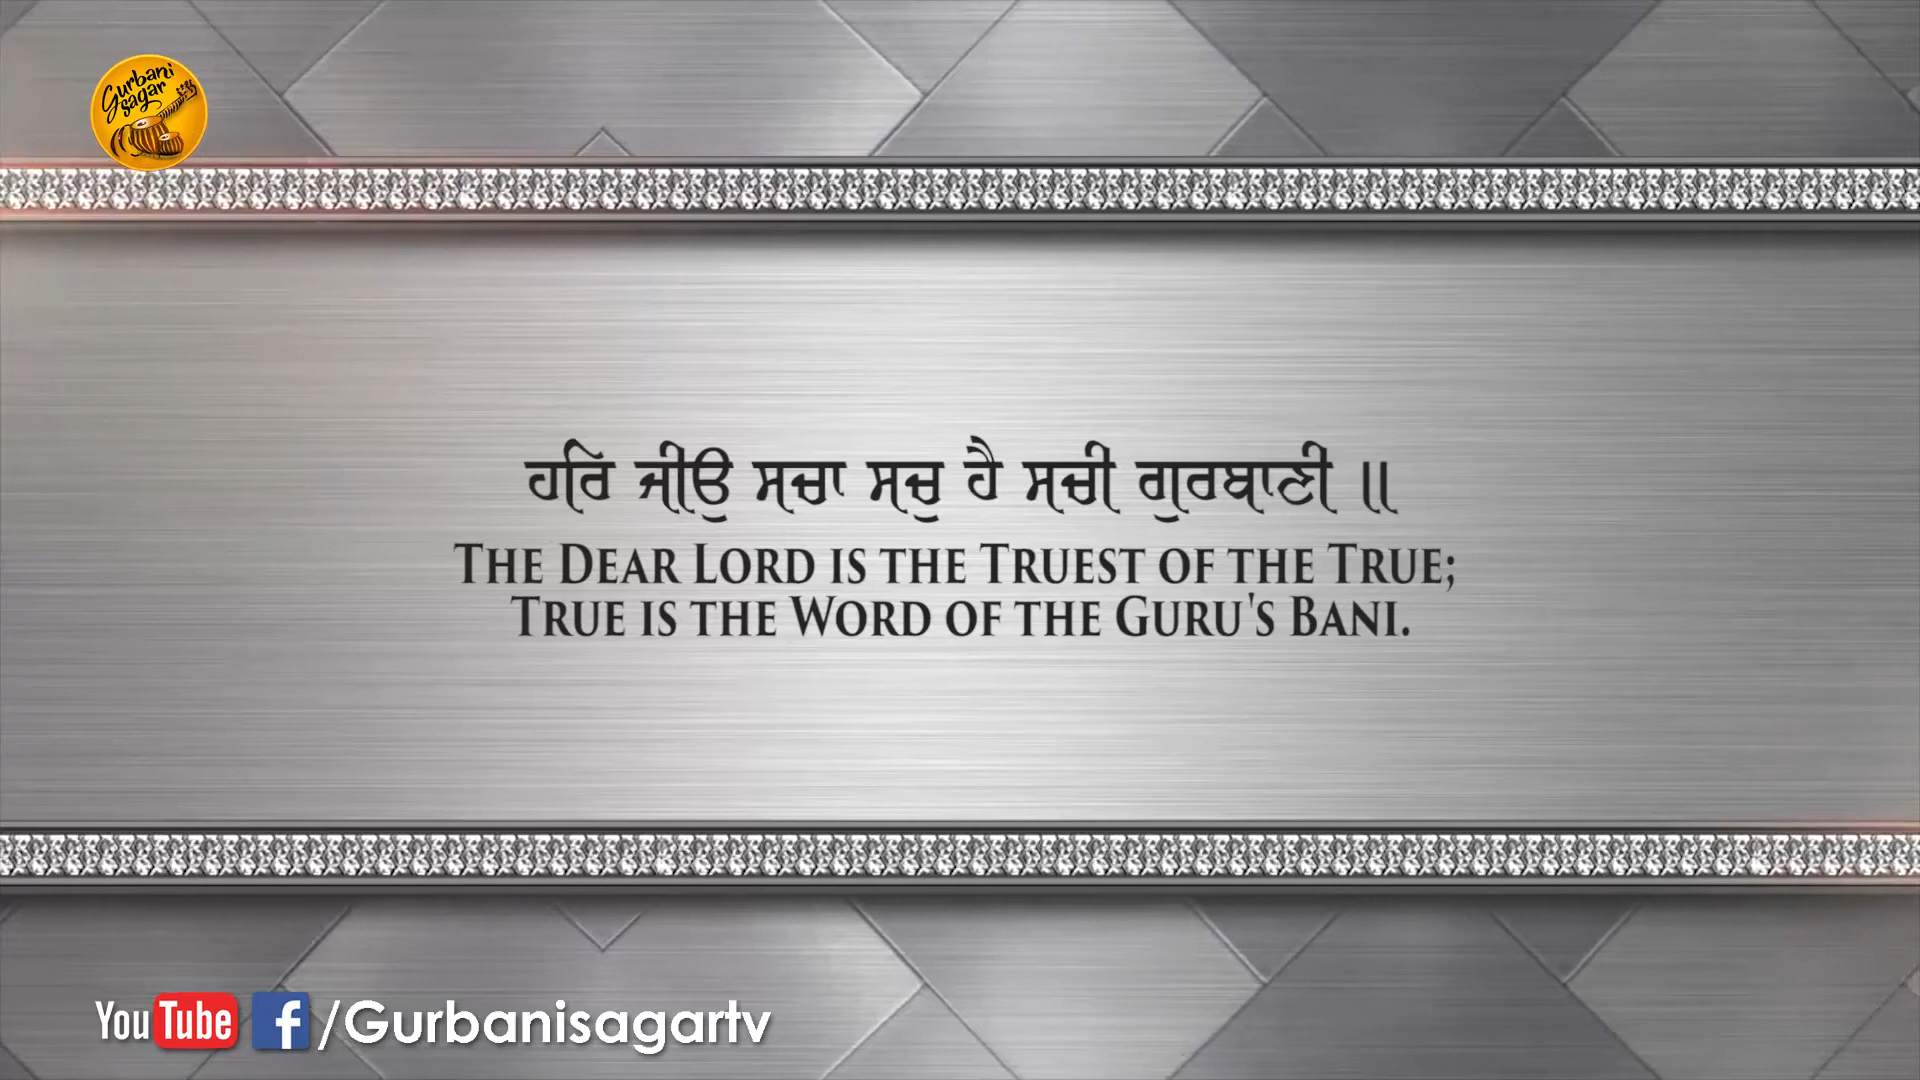 Gurbani
Sagar
ਹਰਿ ਜੀਉ ਸਚਾ ਸਚੁ ਹੈ ਸਚੀ ਗੁਰਬਾਣੀ ॥
THE DEAR LORD IS THE TRUEST OF THE TRUE;
TRUE IS THE WORD OF THE GURU'S BANI.
YouTube f /Gurbanisagartv